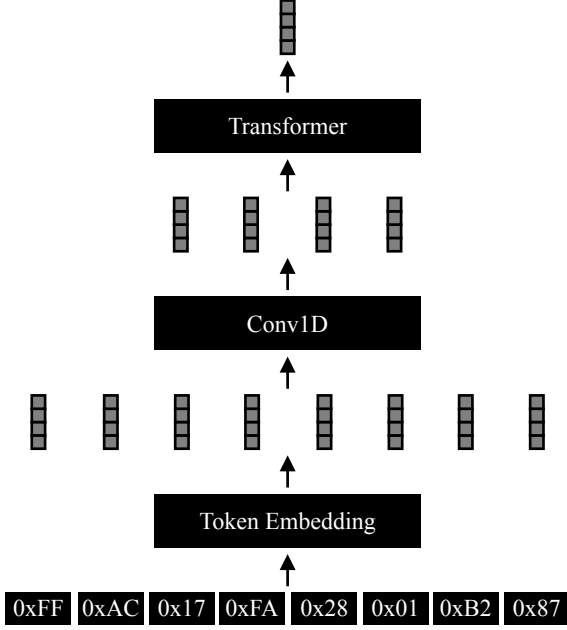 Transformer
Conv1D
Token Embedding
0xFF 0xAC 0x17 0xFA 0x28 0x01 0xB2 0x87